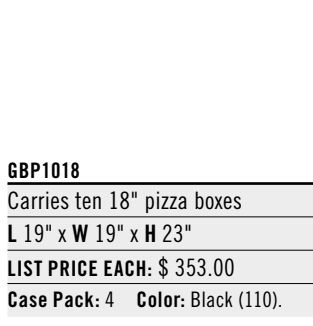 GBP1018
Carries ten 18" pizza boxes
L 19" x W 19" x H 23"
LIST PRICE EACH: $ 353.00
Case Pack: 4 Color: Black (110).